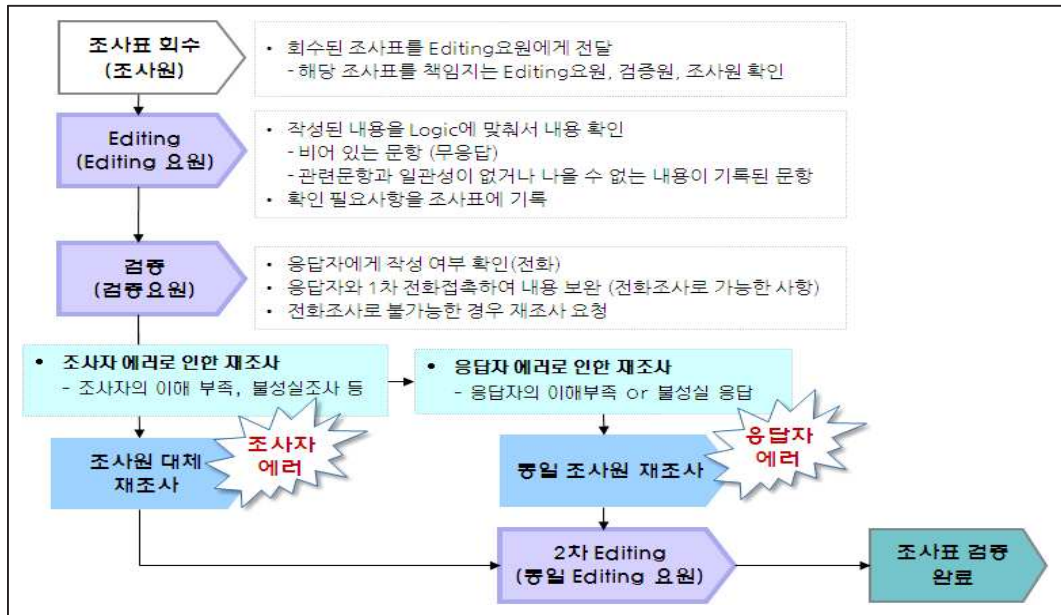 조사표 회수
(조사원)
• 회수된 조사표를 Editing요원에게 전달
- 해당 조사표를 책임지는 Editing요원, 검증원, 조사원 확인
Editing
(Editing 요원)
• 작성된 내용을 Logic에 맞춰서 내용 확인
- 비어 있는 문항 (무응답)
- 관련문항과 일관성이 없거나 나올 수 없는 내용이 기록된 문항
• 확인 필요사항을 조사표에 기록
검증
(검증요원)
• 응답자에게 작성 여부 확인(전화)
• 응답자와 1차 전화접촉하여 내용 보완 (전화조사로 가능한 사항)
• 전화조사로 불가능한 경우 재조사 요청
• 조사자 에러로 인한 재조사
- 조사자의 이해 부족, 불성실조사 등
• 응답자 에러로 인한 재조사
- 응답자의 이해부족 or 불성실 응답
조사원 대체
재조사
조사자
에러
동일 조사원 재조사
응답자
에러
2차 Editing
(동일 Editing 요원)
조사표 검증
완료